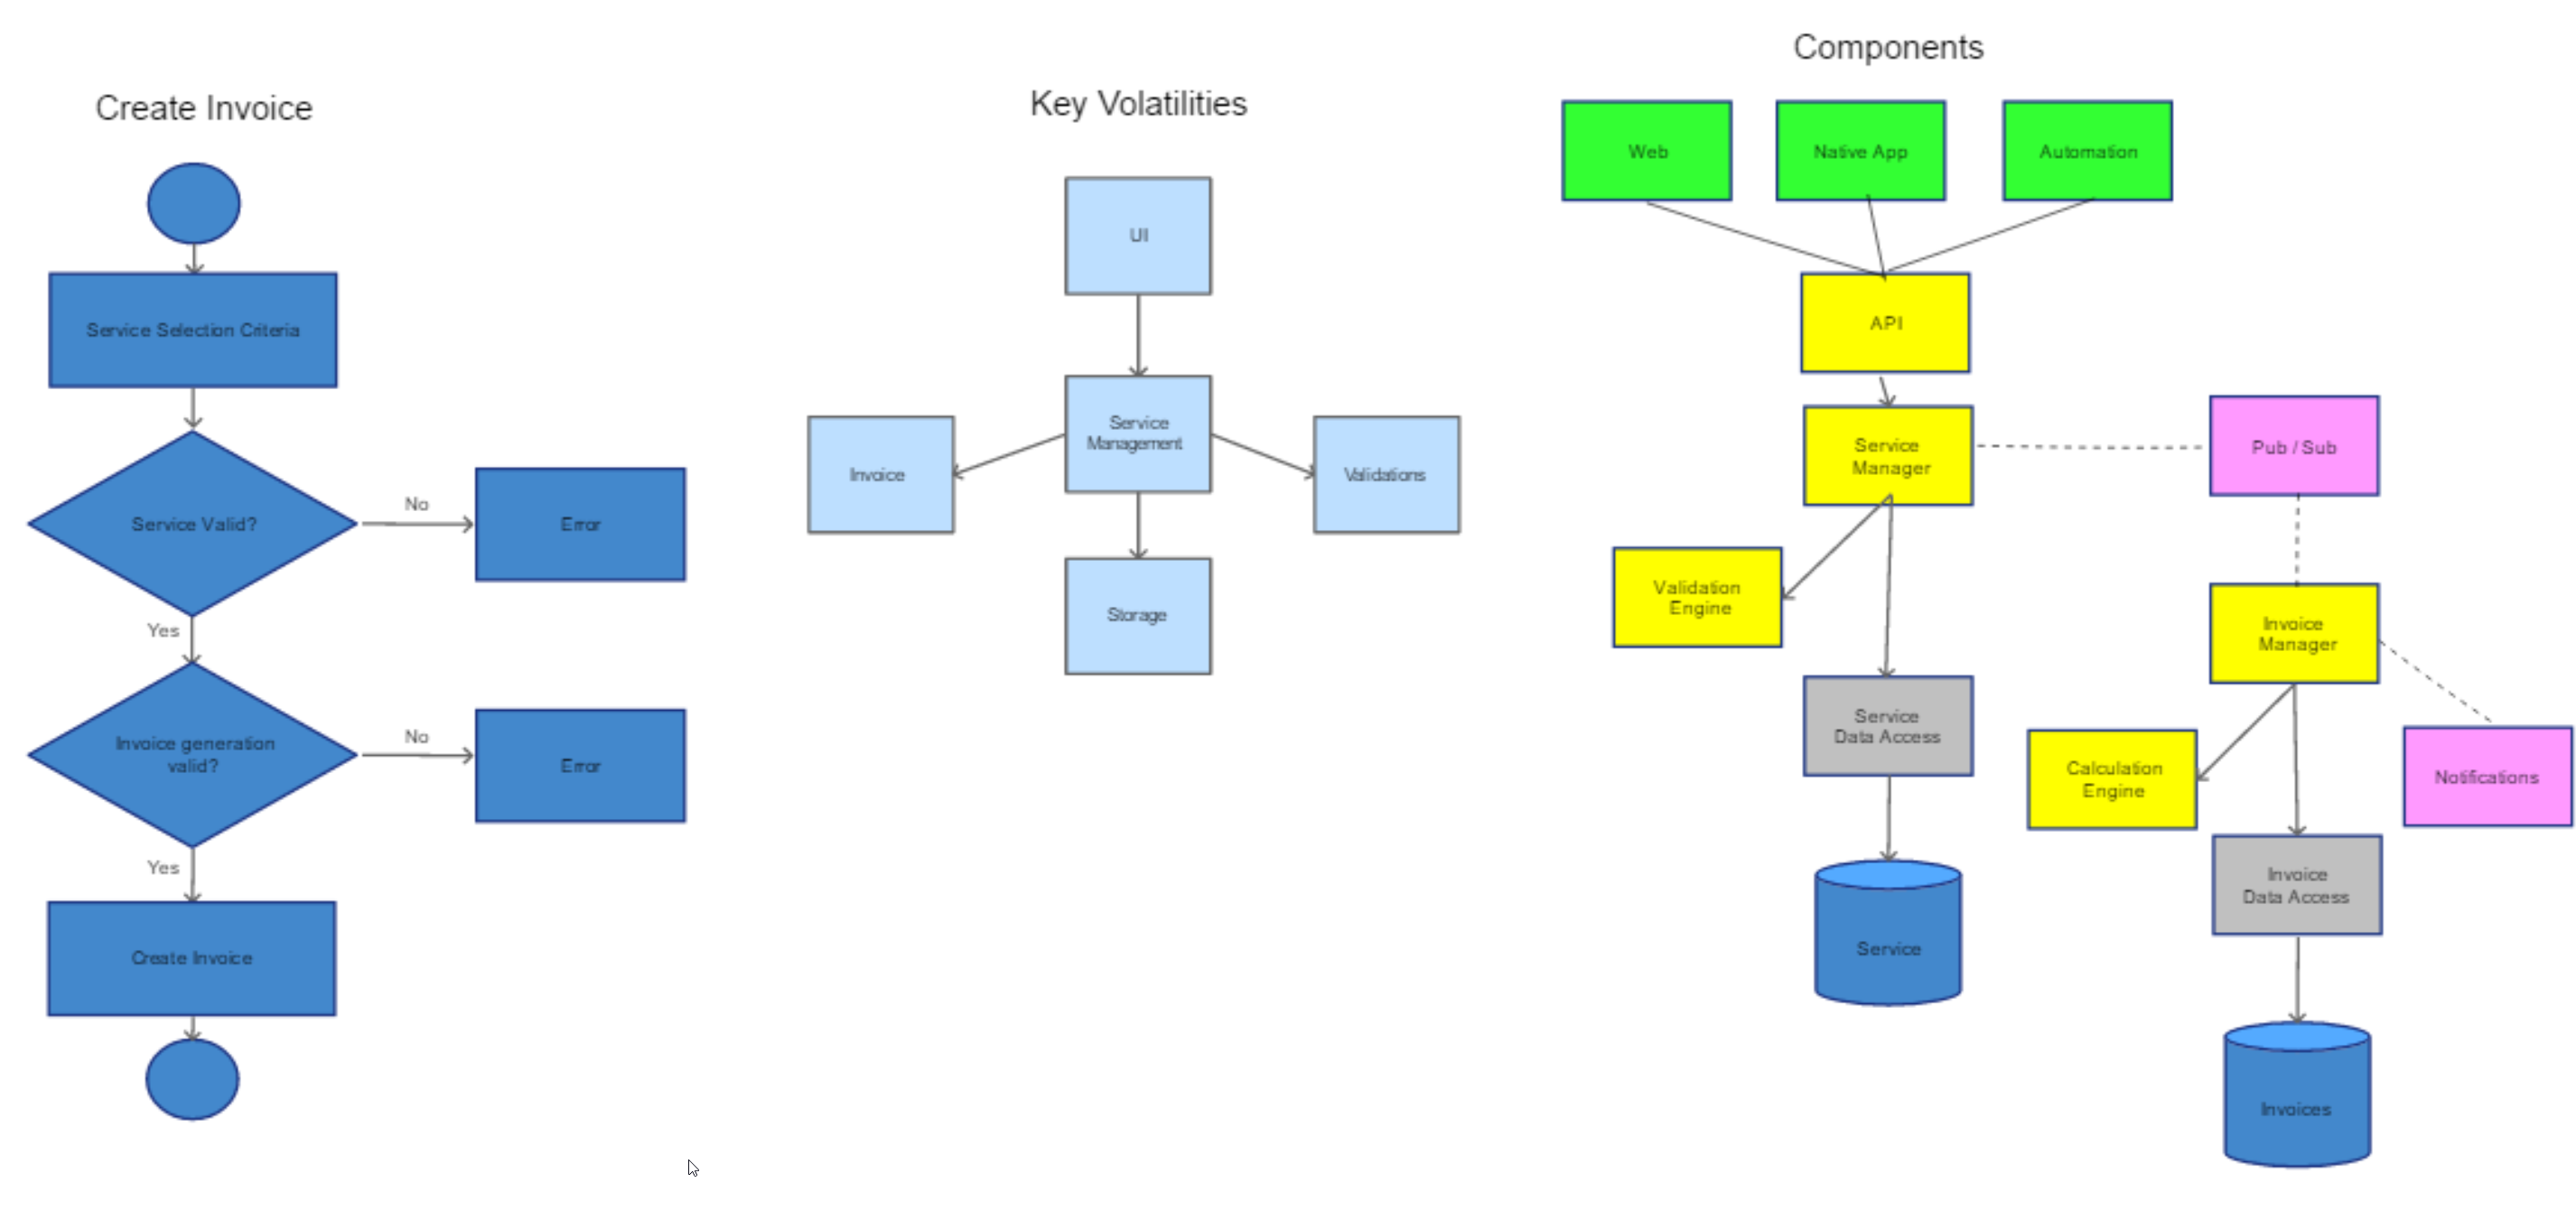 Create Invoice
Service Selection Criteria
Service Valid?
No
Error
Yes
Invoice generation
valid?
No
Error
Yes
Create Invoice
Key Volatilities
UI
Service
Management
Invoice
Validations
Storage
Components
Web
Native App
Automation
API
Service
Manager
Pub / Sub
Validation
Engine
Invoice
Manager
Service
Data Access
Calculation
Engine
Notifications
Invoice
Data Access
Service
Invoices